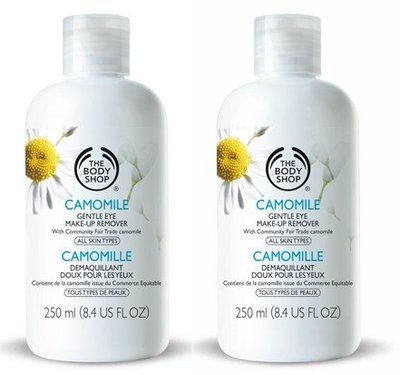 THE
BODY
SHOP
®
CAMOMILE
GENTLE EYE
MAKE-UP REMOVER
With Community Fair Trade camomile
ALL SKIN TYPES
CAMOMILLE
DEMAQUILLANT
DOUX POUR LES YEUX
Contient de la camomille issue du Commerce Equitable
TOUS TYPES DE PEAUX
250 ml (8.4 US FL OZ)
THE
BODY
SHOP
®
CAMOMILE
GENTLE EYE
MAKE-UP REMOVER
With Community Fair Trade camomile
ALL SKIN TYPES
CAMOMILLE
DEMAQUILLANT
DOUX POUR LES YEUX
Contient de la camomille issue du Commerce Equitable
TOUS TYPES DE PEAUX
250 ml (8.4 US FL OZ)